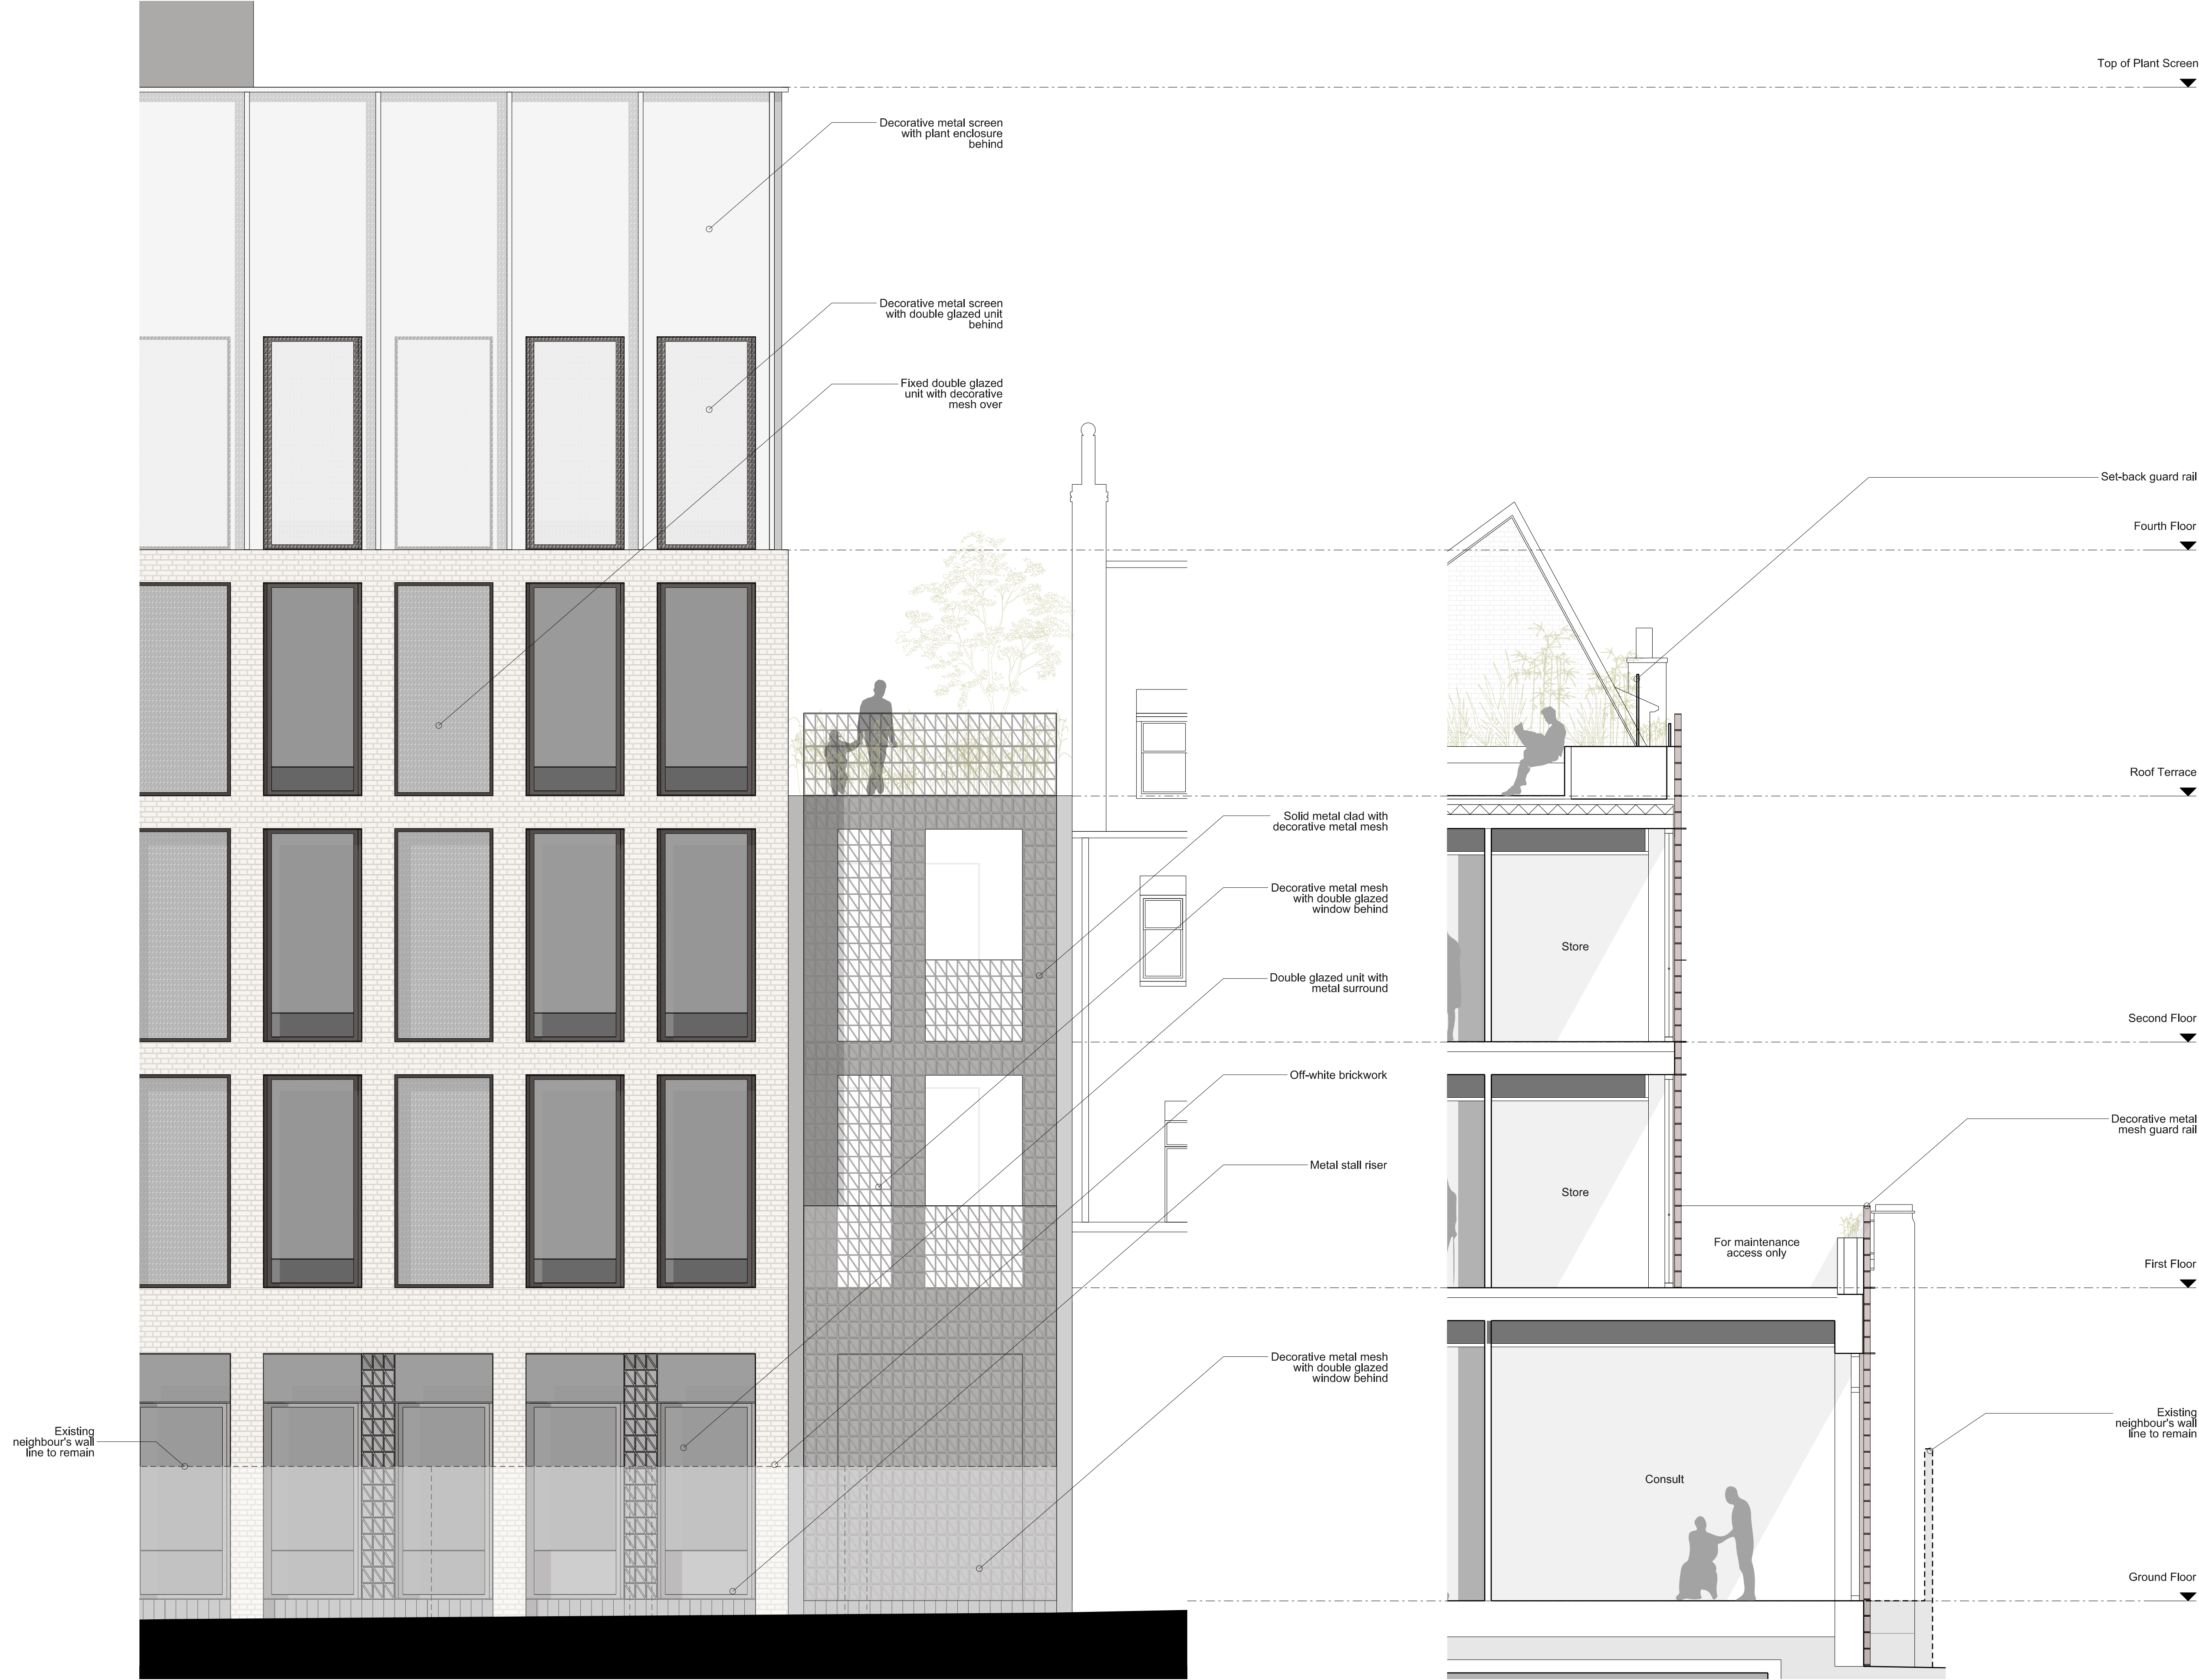 Top of Plant Screen
Decorative metal screen
with plant enclosure
behind
Decorative metal screen
with double glazed unit
behind
Fixed double glazed
unit with decorative
mesh over
Set-back guard rail
Fourth Floor
Roof Terrace
Solid metal clad with
decorative metal mesh
Decorative metal mesh
with double glazed
window behind
Store
Double glazed unit with
metal surround
Second Floor
Off-white brickwork
Decorative metal
mesh guard rail
Metal stall riser
Store
For maintenance
access only
First Floor
Decorative metal mesh
with double glazed
window behind
Existing
neighbour's wall
line to remain
Existing
neighbour's wall
line to remain
Consult
Ground Floor